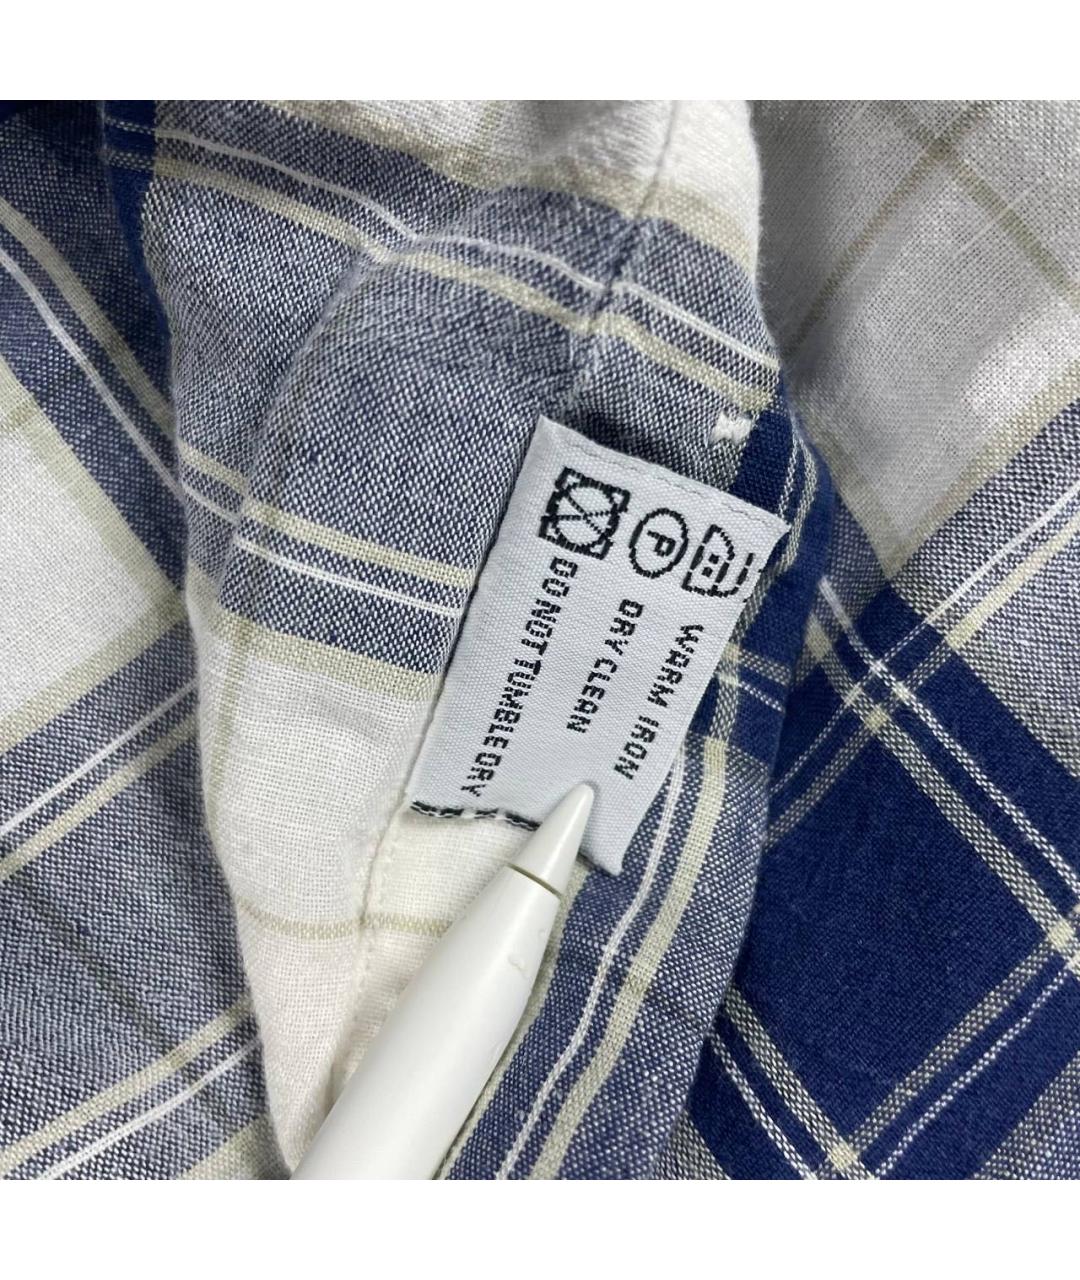 DO NOT TUMBLE DRY
P
DRY CLEAN
WARM IRON